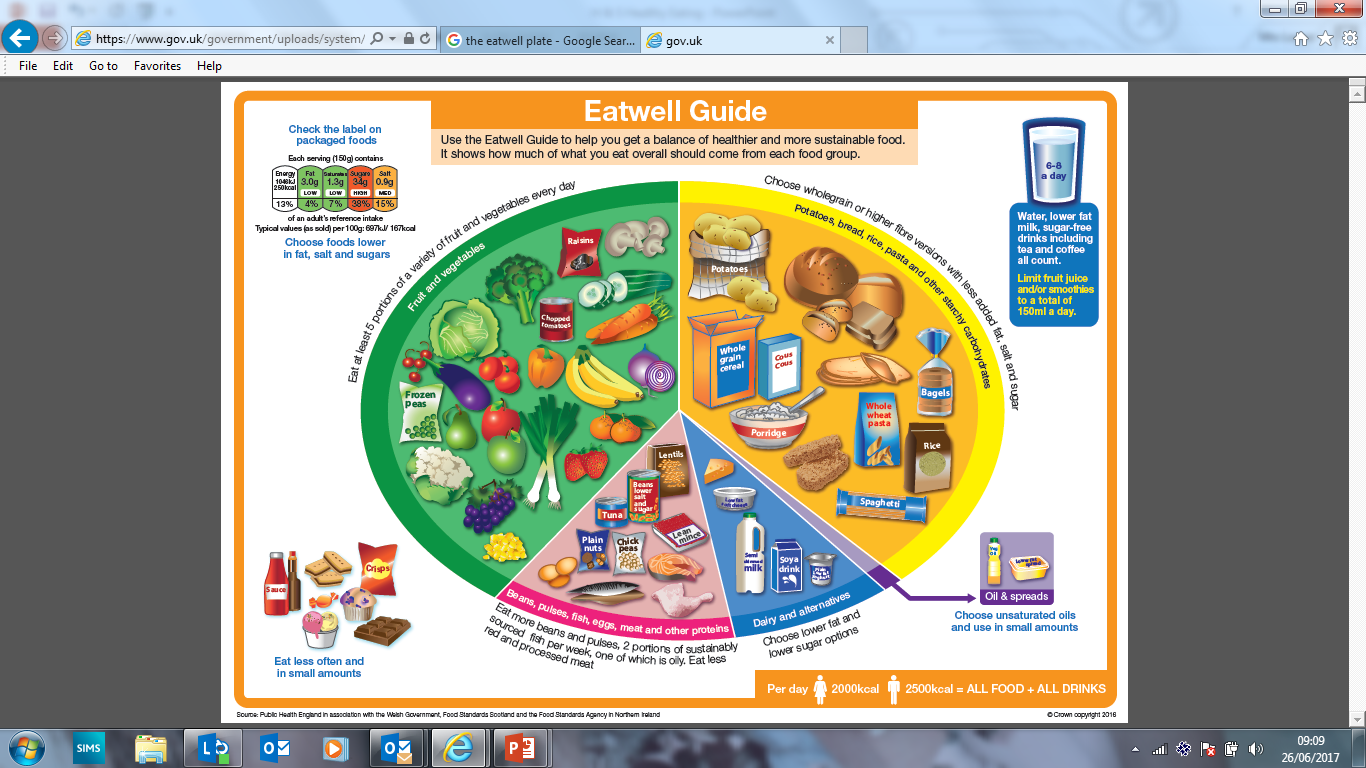 https://www.gov.uk/government/uploads/system/
the eatwell plate - Google Sear...
gov.uk
File Edit Go to Favorites Help
Eatwell Guide
Use the Eatwell Guide to help you get a balance of healthier and more sustainable food.
It shows how much of what you eat overall should come from each food group.
Check the label on
packaged foods
Each serving (150g) contains
Energy
1046kJ
250kcal
13%
Fat
3.0g
LOW
4%
Saturates
1.3g
LOW
7%
Sugars
34g
HIGH
38%
Salt
0.9g
MED
15%
of an adult's reference intake
Typical values (as sold) per 100g: 697kJ/ 167kcal
Choose foods lower
in fat, salt and sugars
6-8
a day
Water, lower fat
milk, sugar-free
drinks including
tea and coffee
all count.
Limit fruit juice
and/or smoothies
to a total of
150ml a day.
Eat at least 5 portions of a variety of fruit and vegetables every day
Fruit and vegetables
Raisins
Chopped
tomatoes
Frozen
peas
Choose wholegrain or higher fibre versions with less added fat, salt and sugar
Potatoes, bread, rice, pasta and other starchy carbohydrates
Potatoes
Whole
grain
cereal
Cous
Cous
Porridge
Bagels
Whole
wheat
pasta
Rice
Spaghetti
Lentils
Beans
lower
salt
and
sugar
Tuna
Plain
nuts
Chick
peas
Lean
mince
Beans, pulses, fish, eggs, meat and other proteins
Eat more beans and pulses, 2 portions of sustainably
sourced fish per week, one of which is oily. Eat less
red and processed meat
Low fat
soft cheese
Semi
skimmed
milk
Soya
drink
Dairy and alternatives
Choose lower fat and
lower sugar options
Veg
Oil
Lower fat
spread
Oil & spreads
Choose unsaturated oils
and use in small amounts
Sauce
Crisps
Eat less often and
in small amounts
Per day 2000kcal 2500kcal = ALL FOOD + ALL DRINKS
Source: Public Health England in association with the Welsh Government, Food Standards Scotland and the Food Standards Agency in Northern Ireland
© Crown copyright 2016
SIMS
09:09
26/06/2017